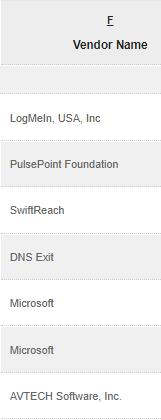 F
Vendor Name
LogMeIn, USA, Inc
PulsePoint Foundation
SwiftReach
DNS Exit
Microsoft
Microsoft
AVTECH Software, Inc.